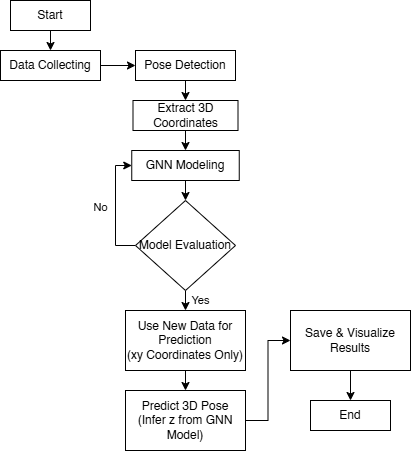 Start
Data Collecting
Pose Detection
Extract 3D
Coordinates
GNN Modeling
No
Model Evaluation
Yes
Use New Data for
Prediction
(xy Coordinates Only)
Predict 3D Pose
(Infer z from GNN
Model)
Save & Visualize
Results
End